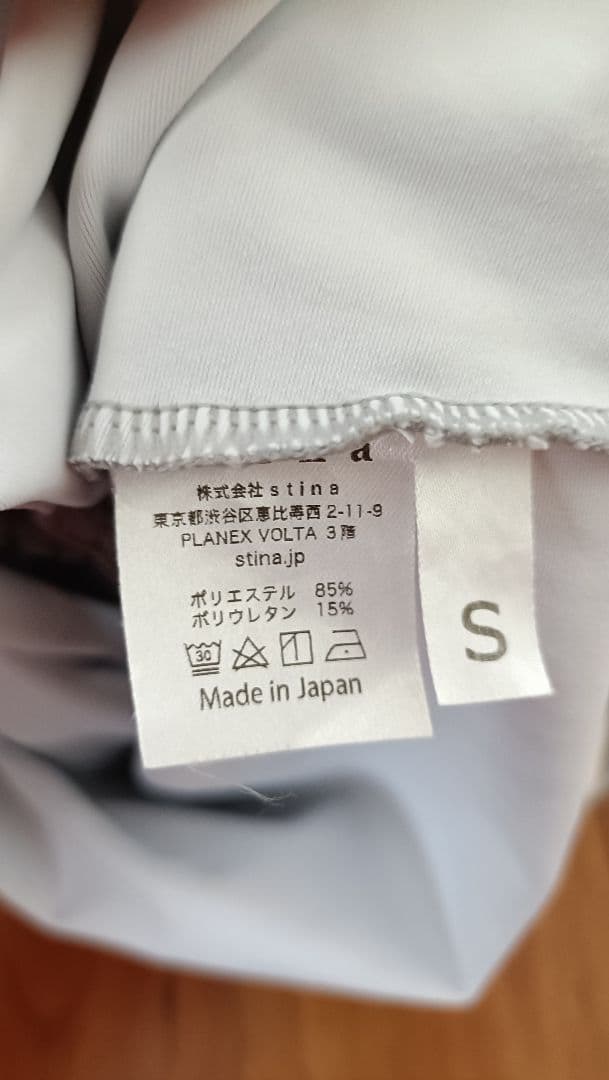 a
株式会社stina
東京都渋谷区恵比寿西2-11-9
PLANEX VOLTA 3階
stina.jp
ポリエステル 85%
ポリウレタン 15%
30
Made in Japan
S